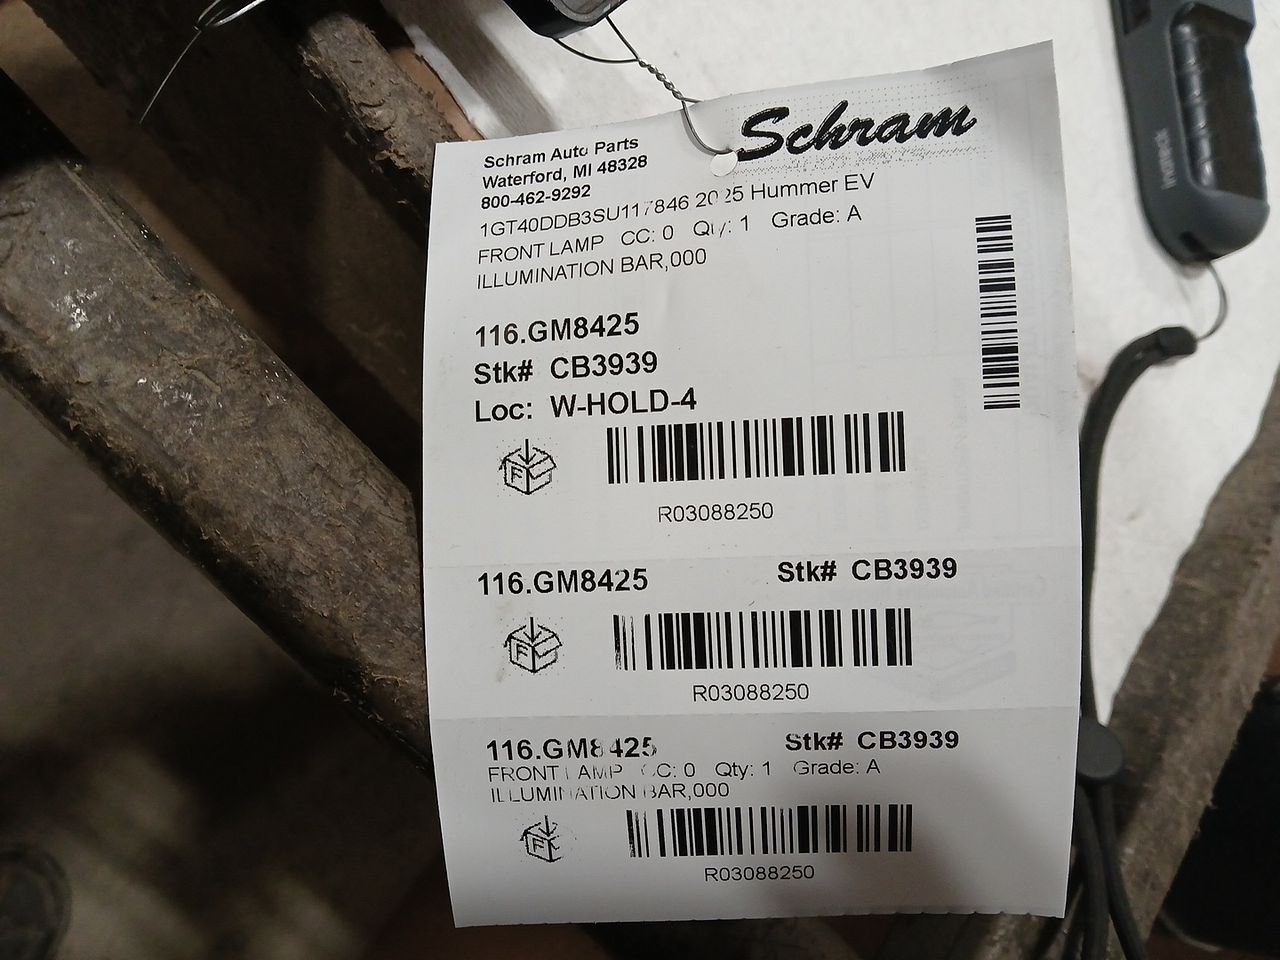 Schram
Schram Auto Parts
Waterford, MI 48328
800-462-9292
1GT40DDB3SU117846 2025 Hummer EV
FRONT LAMP CC: 0 Qty: 1 Grade: A
ILLUMINATION BAR,000
116.GM8425
Stk# CB3939
Loc: W-HOLD-4
R03088250
116.GM8425 Stk# CB3939
R03088250
116.GM8425 Stk# CB3939
FRONT LAMP CC: 0 Qty: 1 Grade: A
ILLUMINATION BAR,000
R03088250